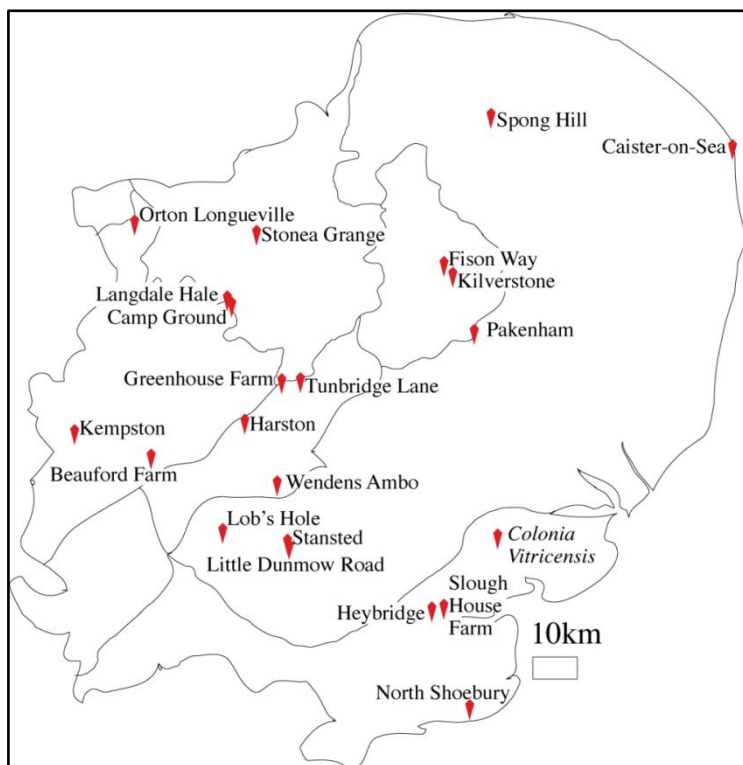 Spong Hill
Caister-on-Sea
Orton Longueville
Stonea Grange
Fison Way
Kilverstone
Langdale Hale
Camp Ground
Pakenham
Greenhouse Farm
Tunbridge Lane
Kempston
Harston
Beauford Farm
Wendens Ambo
Lob's Hole
Stansted
Little Dunmow Road
Colonia
Vitricensis
Heybridge
Slough
House
Farm
10km
North Shoebury